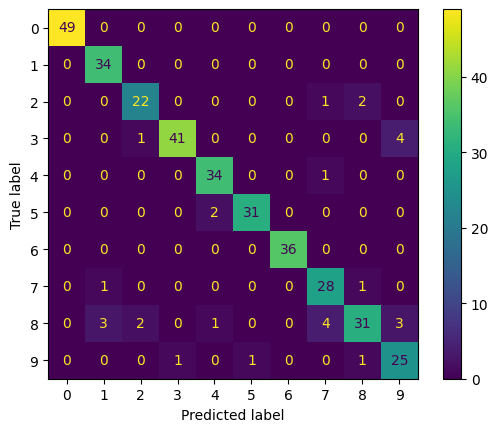 0 49 0 0 0 0 0 0 0 0 0
1 0 34 0 0 0 0 0 0 0 0
2 0 0 22 0 0 0 0 1 2 0
3 0 0 1 41 0 0 0 0 0 4
4 0 0 0 0 34 0 0 1 0 0
5 0 0 0 0 2 31 0 0 0 0
6 0 0 0 0 0 0 36 0 0 0
7 0 1 0 0 0 0 0 28 1 0
8 0 3 2 0 1 0 0 4 31 3
9 0 0 0 1 0 1 0 0 1 25
0 1 2 3 4 5 6 7 8 9
Predicted label
True label
40
30
20
10
0